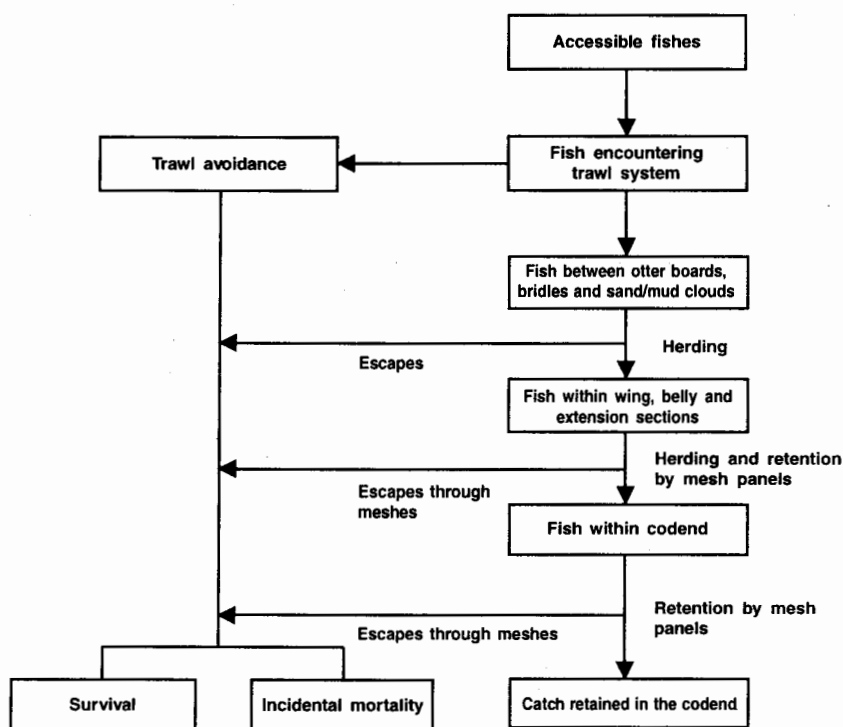 Accessible fishes
Trawl avoidance
Fish encountering
trawl system
Fish between otter boards,
bridles and sand/mud clouds
Escapes
Herding
Fish within wing, belly and
extension sections
Escapes through
meshes
Herding and retention
by mesh panels
Fish within codend
Escapes through meshes
Retention by mesh
panels
Survival
Incidental mortality
Catch retained in the codend